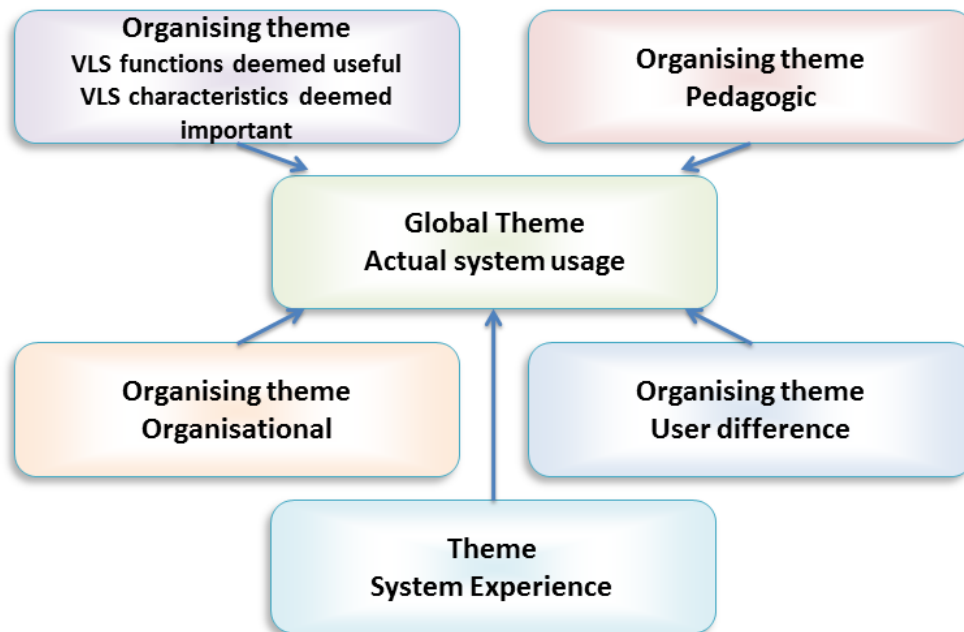 Organising theme
VLS functions deemed useful
VLS characteristics deemed
important
Organising theme
Pedagogic
Global Theme
Actual system usage
Organising theme
Organisational
Organising theme
User difference
Theme
System Experience